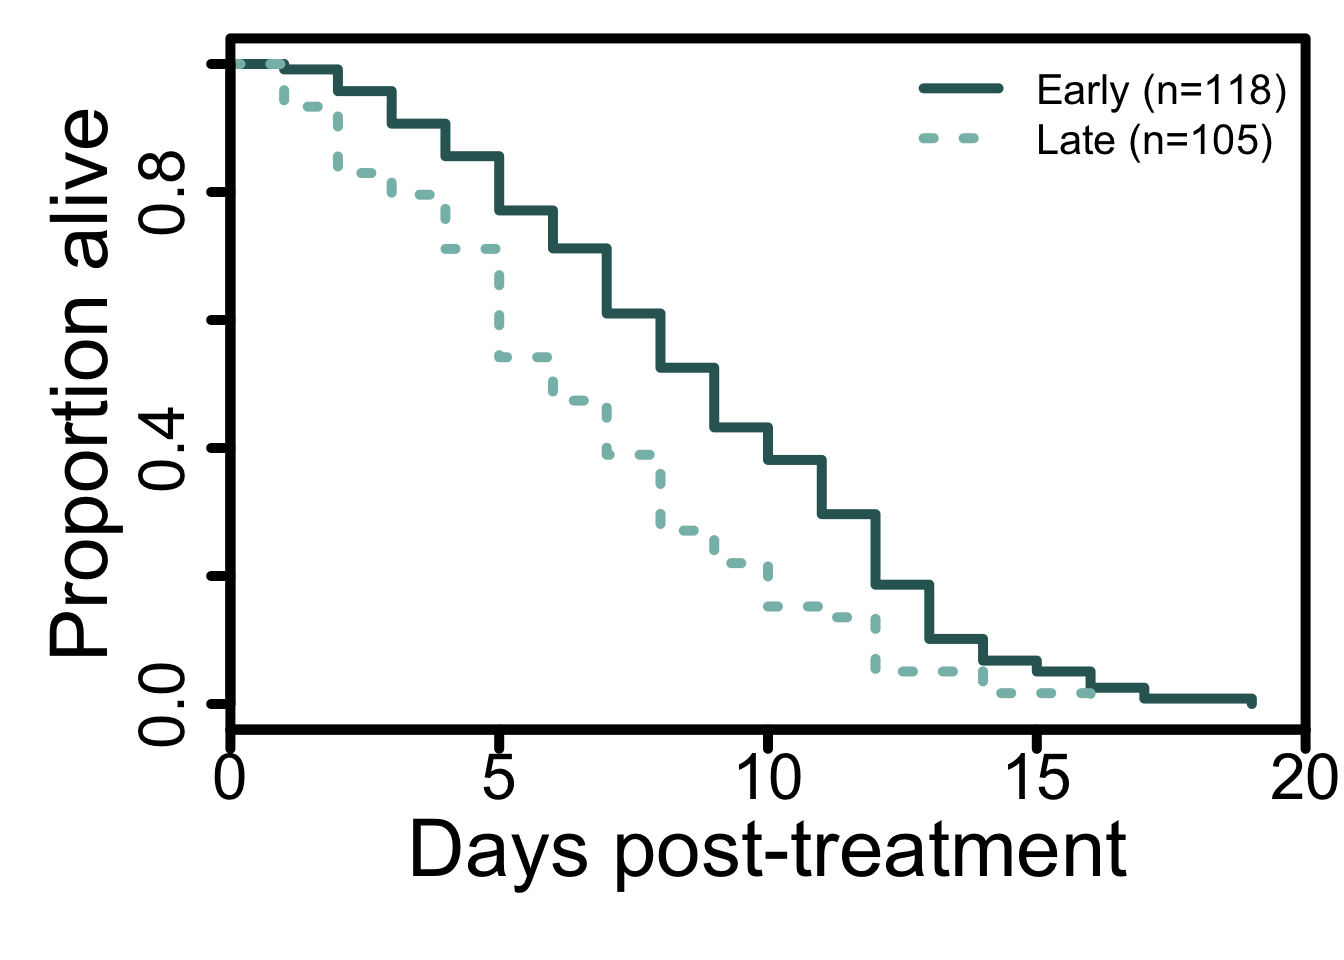 Early (n=118)
Late (n=105)
Proportion alive
0.8
0.4
0.0
0 5 10 15 20
Days post-treatment